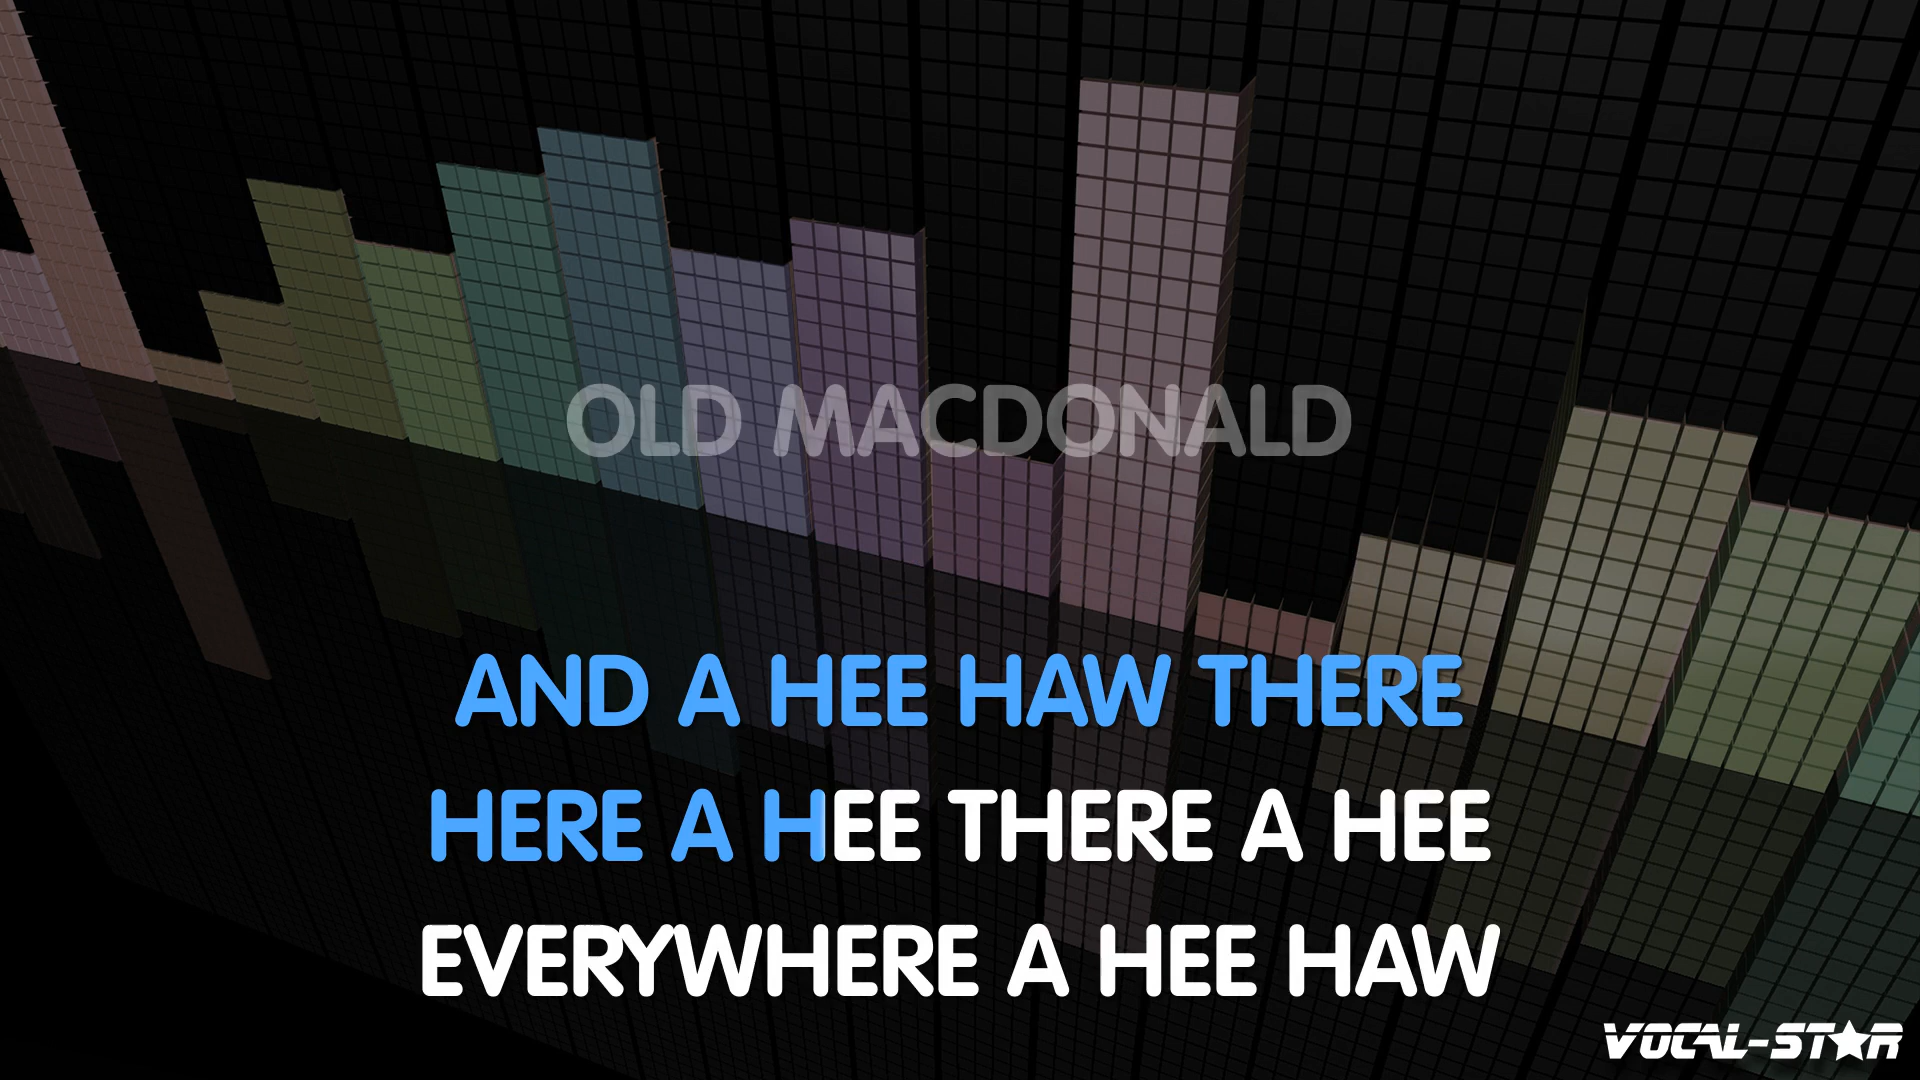 OLD MACDONALD
AND A HEE HAW THERE
HERE A HEE THERE A HEE
EVERYWHERE A HEE HAW
VOCAL-STAR